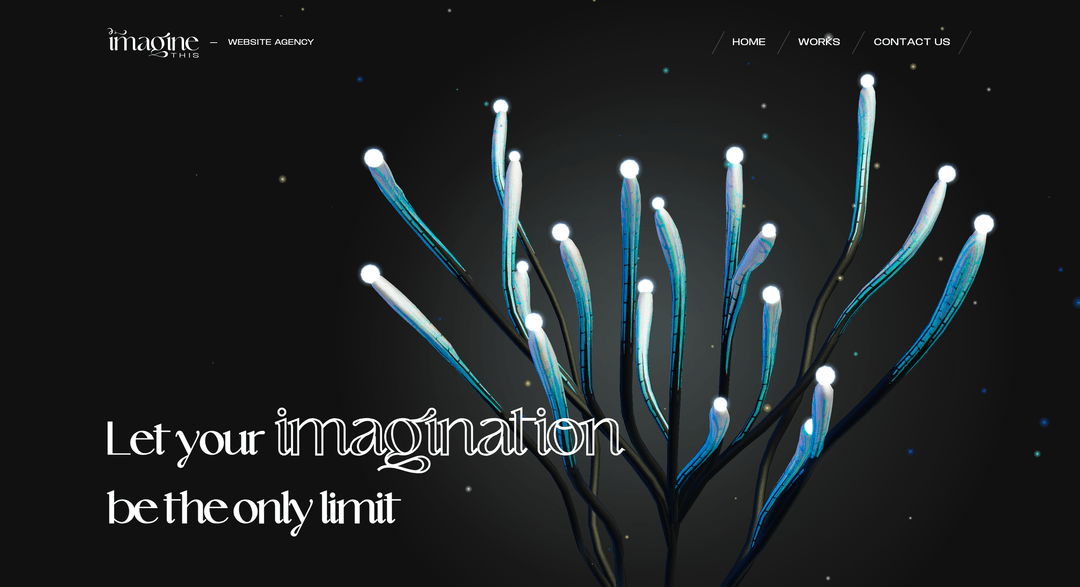 imagine
THIS
— WEBSITE AGENCY
HOME
WORKS
CONTACT US
Let your imagination
be the only limit